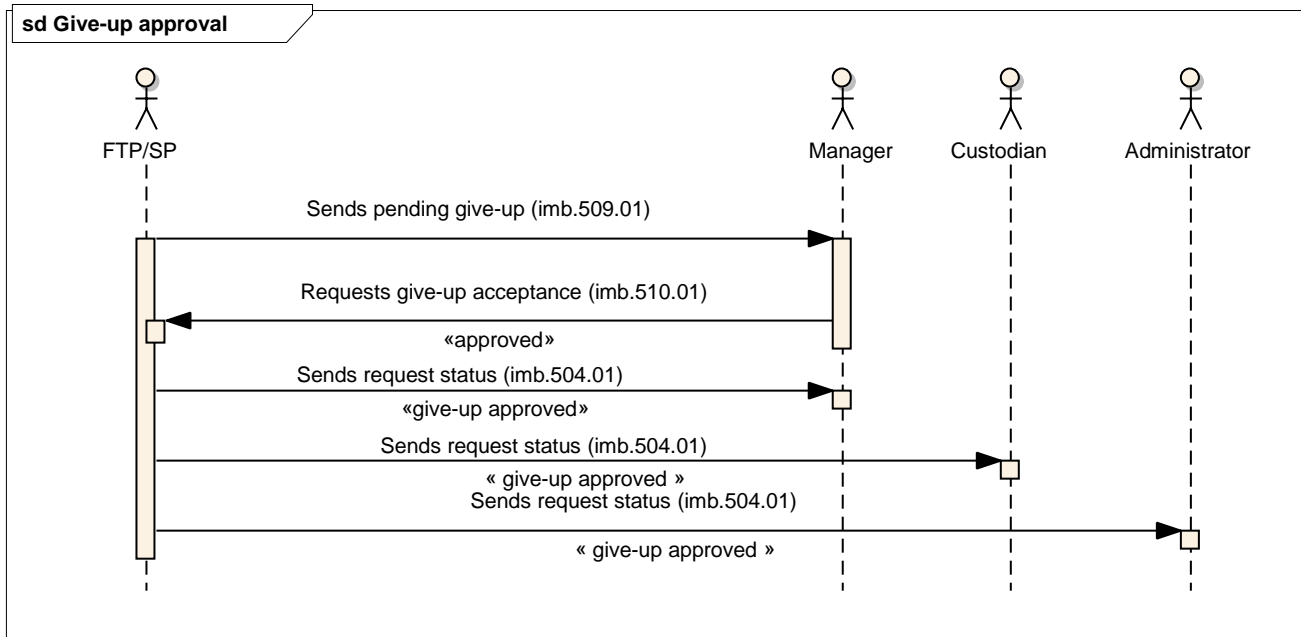 sd Give-up approval
FTP/SP
Manager
Custodian
Administrator
Sends pending give-up (imb.509.01)
Requests give-up acceptance (imb.510.01)
«approved»
Sends request status (imb.504.01)
«give-up approved»
Sends request status (imb.504.01)
« give-up approved »
Sends request status (imb.504.01)
« give-up approved »